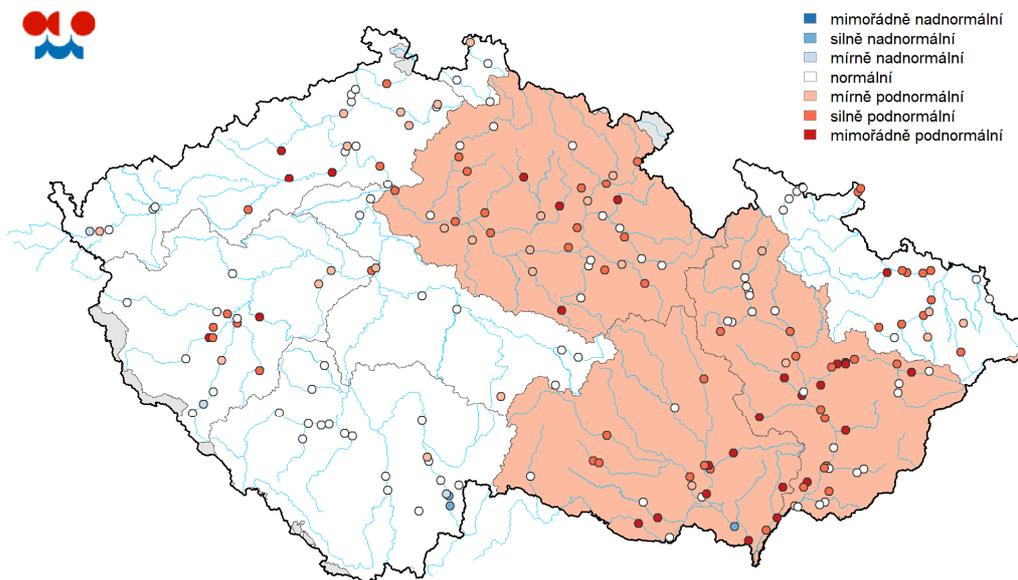 mimořádně nadnormální
silně nadnormální
mírně nadnormální
normální
mírně podnormální
silně podnormální
mimořádně podnormální